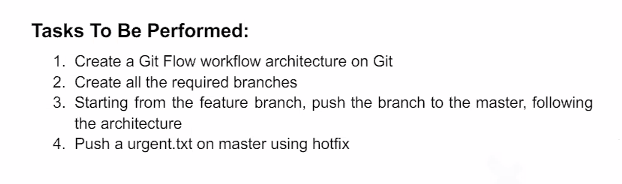 Tasks To Be Performed:
1. Create a Git Flow workflow architecture on Git
2. Create all the required branches
3. Starting from the feature branch, push the branch to the master, following
the architecture
4. Push a urgent.txt on master using hotfix